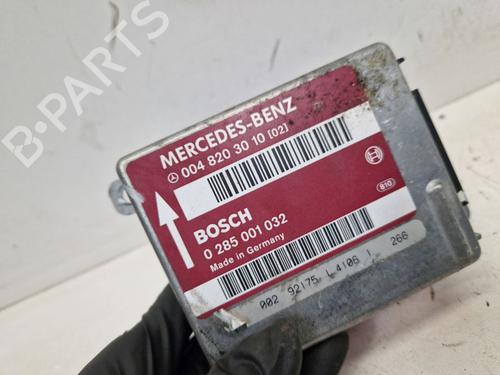 B-PARTS
MERCEDES-BENZ
004 820 30 10 [02]
BOSCH
0 285 001 032
Made in Germany
810
002 92175 L 4106 1 266